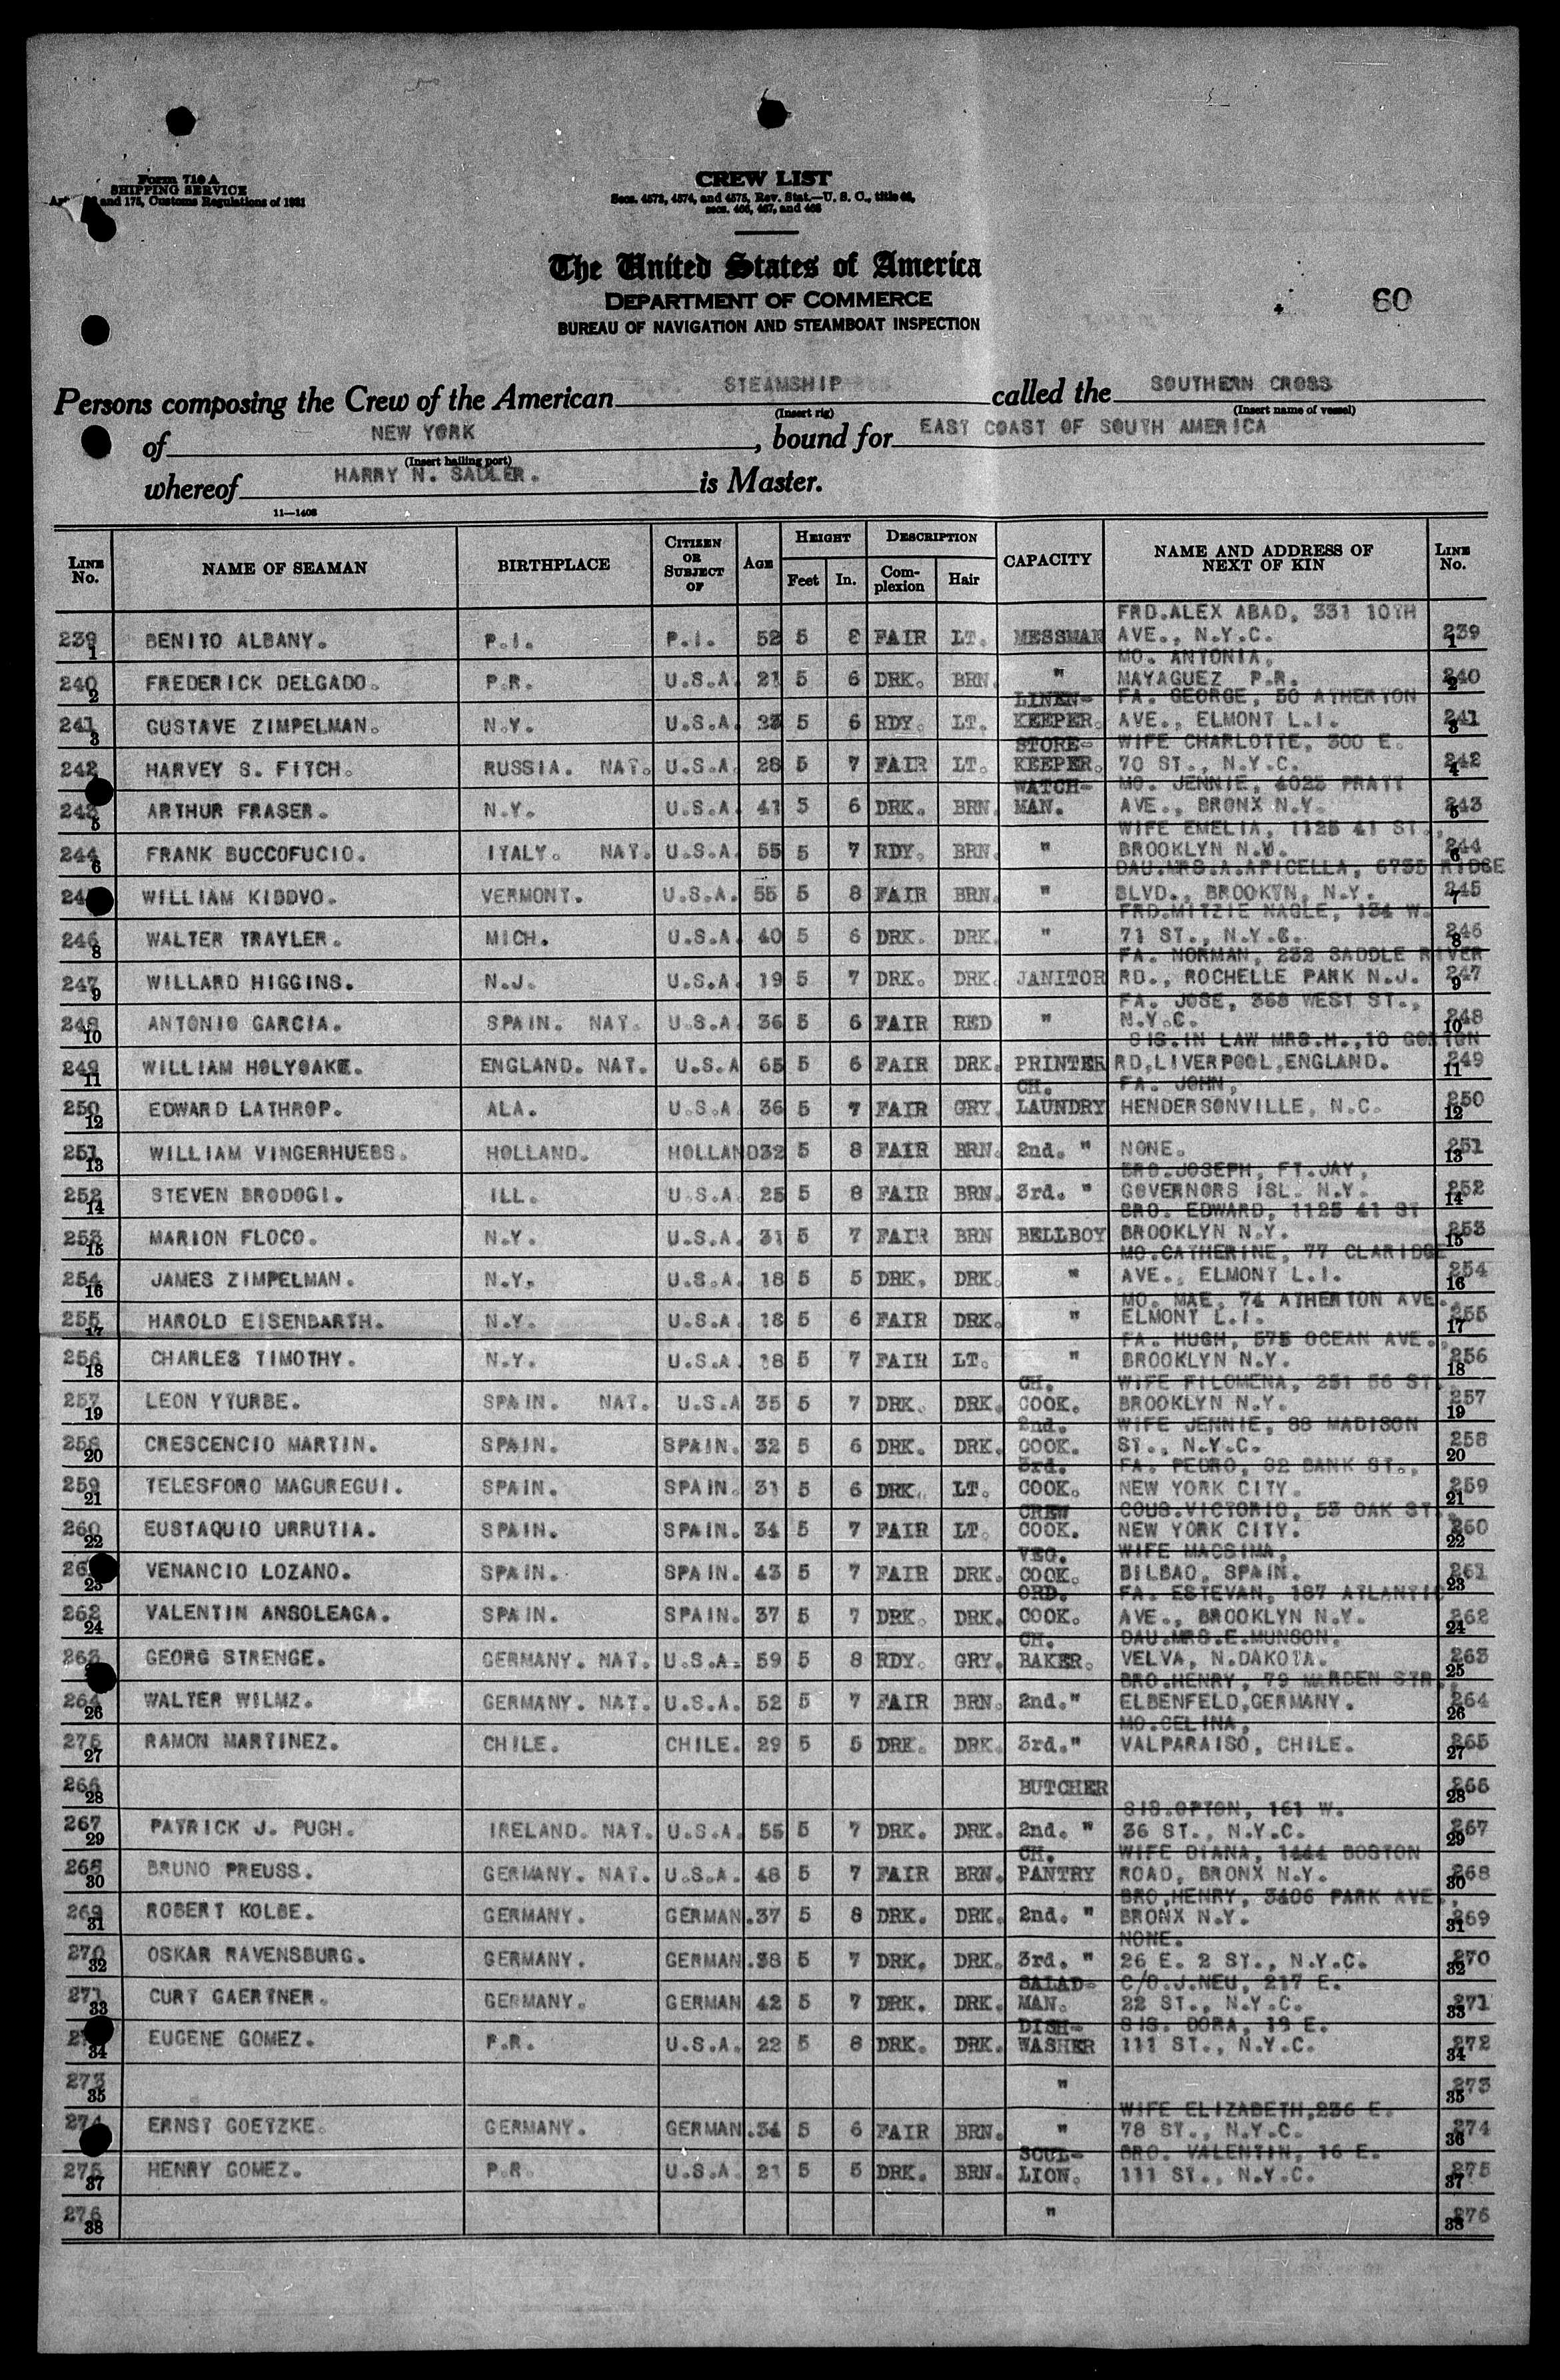 Form 710 A
SHIPPING SERVICE
and 175, Customs Regulations of 1931
CREW LIST
Secs. 4573, 4574, and 4575, Rev. Stat.—U. S. C., title 46,
secs. 466, 467, and 468
The United States of America
DEPARTMENT OF COMMERCE
BUREAU OF NAVIGATION AND STEAMBOAT INSPECTION
60
Persons composing the Crew of the American STEAMSHIP called the SOUTHERN CROSS
(Insert rig) (Insert name of vessel)
of NEW YORK, bound for EAST COAST OF SOUTH AMERICA
(Insert hailing port)
whereof HARRY N. SADLER. is Master.
11—1408
LINE No. NAME OF SEAMAN BIRTHPLACE CITIZEN OR SUBJECT OF AGE HEIGHT Feet In. DESCRIPTION Complexion Hair CAPACITY NAME AND ADDRESS OF NEXT OF KIN LINE No.
FRD.ALEX ABAD, 331 10TH
239 1 BENITO ALBANY. P.I. P.I. 52 5 8 FAIR LT. MESSMAN AVE., N.Y.C. 239 1
MO. ANTONIA,
240 2 FREDERICK DELGADO. P.R. U.S.A. 21 5 6 DRK. BRN. " MAYAGUEZ P.R. 240 2
LINEN- FA. GEORGE, 50 ATHERTON
241 3 GUSTAVE ZIMPELMAN. N.Y. U.S.A. 5 6 RDY. LT. KEEPER. AVE., ELMONT L.I. 241 3
STORE- WIFE CHARLOTTE, 300 E.
242 HARVEY S. FITCH. RUSSIA. NAT. U.S.A. 28 5 7 FAIR LT. KEEPER. 70 ST., N.Y.C. 242 4
WATCH- MO. JENNIE, 4025 PRATT
243 5 ARTHUR FRASER. N.Y. U.S.A. 41 5 6 DRK. BRN. MAN. AVE., BRONX N.Y. 243 5
WIFE EMELIA, 1125 41 ST.,
244 6 FRANK BUCCOFUCIO. ITALY. NAT. U.S.A. 55 5 7 RDY. BRN. " BROOKLYN N.Y. 244 6
DAU.MRS.A.APICELLA, 6735 RIDGE
WILLIAM KIDDVO. VERMONT. U.S.A. 55 5 8 FAIR BRN. " BLVD., BROOKYN, N.Y. 245 7
FRD.MITZIE NAGLE, 134 W.
246 8 WALTER TRAYLER. MICH. U.S.A. 40 5 6 DRK. DRK. " 71 ST., N.Y.C. 246 8
FA. NORMAN, 232 SADDLE RIVER
247 9 WILLARD HIGGINS. N.J. U.S.A. 19 5 7 DRK. DRK. JANITOR RD., ROCHELLE PARK N.J. 247 9
FA. JOSE, 368 WEST ST.,
248 10 ANTONIO GARCIA. SPAIN. NAT. U.S.A. 36 5 6 FAIR RED " N.Y.C. 248 10
SIS.IN LAW MRS.H.,10 GORTON
249 11 WILLIAM HOLYOAKE. ENGLAND. NAT. U.S.A 65 5 6 FAIR DRK. PRINTER RD,LIVERPOOL,ENGLAND. 249 11
CH. FA. JOHN,
250 12 EDWARD LATHROP. ALA. U.S.A. 36 5 7 FAIR GRY. LAUNDRY HENDERSONVILLE, N.C. 250 12
251 13 WILLIAM VINGERHUEBS. HOLLAND. HOLLAND 32 5 8 FAIR BRN. 2nd. " NONE. 251 13
BRO.JOSEPH, FT.JAY,
252 14 STEVEN BRODOGI. ILL. U.S.A. 25 5 8 FAIR BRN. 3rd. " GOVERNORS ISL. N.Y. 252 14
BRO. EDWARD, 1125 41 ST
253 15 MARION FLOCO. N.Y. U.S.A. 31 5 7 FAIR BRN BELLBOY BROOKLYN N.Y. 253 15
MO.CATHERINE, 77 CLARIDGE
254 16 JAMES ZIMPELMAN. N.Y. U.S.A. 18 5 5 DRK. DRK. " AVE., ELMONT L.I. 254 16
MO. MAE, 74 ATHERTON AVE.,
255 17 HAROLD EISENBARTH. N.Y. U.S.A. 18 5 6 FAIR DRK. " ELMONT L.I. 255 17
FA. HUGH, 575 OCEAN AVE.,
256 18 CHARLES TIMOTHY. N.Y. U.S.A. 18 5 7 FAIR LT. " BROOKLYN N.Y. 256 18
CH. WIFE FILOMENA, 251 56 ST.
257 19 LEON YTURBE. SPAIN. NAT. U.S.A 35 5 7 DRK. DRK. COOK. BROOKLYN N.Y. 257 19
2nd. WIFE JENNIE, 88 MADISON
258 20 CRESCENCIO MARTIN. SPAIN. SPAIN. 32 5 6 DRK. DRK. COOK. ST., N.Y.C. 258 20
3rd. FA. PEDRO, 82 BANK ST.,
259 21 TELESFORO MAGUREGUI. SPAIN. SPAIN. 31 5 6 DRK. LT. COOK. NEW YORK CITY. 259 21
CREW COUS.VICTORIO, 53 OAK ST.,
260 22 EUSTAQUIO URRUTIA. SPAIN. SPAIN. 34 5 7 FAIR LT. COOK. NEW YORK CITY. 260 22
VEG. WIFE MACSIMA,
23 VENANCIO LOZANO. SPAIN. SPAIN. 43 5 7 FAIR DRK. COOK. BILBAO, SPAIN. 261 23
ORD. FA. ESTEVAN, 187 ATLANTIC
262 24 VALENTIN ANSOLEAGA. SPAIN. SPAIN. 37 5 7 DRK. DRK. COOK. AVE., BROOKLYN N.Y. 262 24
CH. DAU.MRS.E.MUNSON,
263 GEORG STRENGE. GERMANY. NAT. U.S.A. 59 5 8 RDY. GRY. BAKER. VELVA, N.DAKOTA. 263 25
BRO.HENRY, 79 MARDEN STR.,
264 26 WALTER WILMZ. GERMANY. NAT. U.S.A. 52 5 7 FAIR BRN. 2nd." ELBENFELD,GERMANY. 264 26
MO.CELINA,
27 RAMON MARTINEZ. CHILE. CHILE. 29 5 5 DRK. DRK. 3rd." VALPARAISO, CHILE. 265 27
266 28 BUTCHER 266 28
SIS.OPTON, 161 W.
267 29 PATRICK J. PUGH. IRELAND. NAT. U.S.A. 55 5 7 DRK. DRK. 2nd. " 36 ST., N.Y.C. 267 29
CH. WIFE DIANA, 1444 BOSTON
268 30 BRUNO PREUSS. GERMANY. NAT. U.S.A. 48 5 7 FAIR BRN. PANTRY ROAD, BRONX N.Y. 268 30
BRO.HENRY, 3406 PARK AVE.,
269 31 ROBERT KOLBE. GERMANY. GERMAN. 37 5 8 DRK. DRK. 2nd. " BRONX N.Y. 269 31
NONE.
270 32 OSKAR RAVENSBURG. GERMANY. GERMAN. 38 5 7 DRK. DRK. 3rd. " 26 E. 2 ST., N.Y.C. 270 32
SALAD- C/O.J.NEU, 217 E.
271 33 CURT GAERTNER. GERMANY. GERMAN 42 5 7 DRK. DRK. MAN. 22 ST., N.Y.C. 271 33
DISH- SIS. DORA, 19 E.
34 EUGENE GOMEZ. P.R. U.S.A. 22 5 8 DRK. DRK. WASHER 111 ST., N.Y.C. 272 34
273 35 " 273 35
WIFE ELIZABETH,236 E.
274 ERNST GOETZKE. GERMANY. GERMAN. 34 5 6 FAIR BRN. " 78 ST., N.Y.C. 274 36
SCUL- BRO. VALENTIN, 16 E.
275 37 HENRY GOMEZ. P.R. U.S.A. 21 5 5 DRK. BRN. LION. 111 ST., N.Y.C. 275 37
276 38 " 276 38